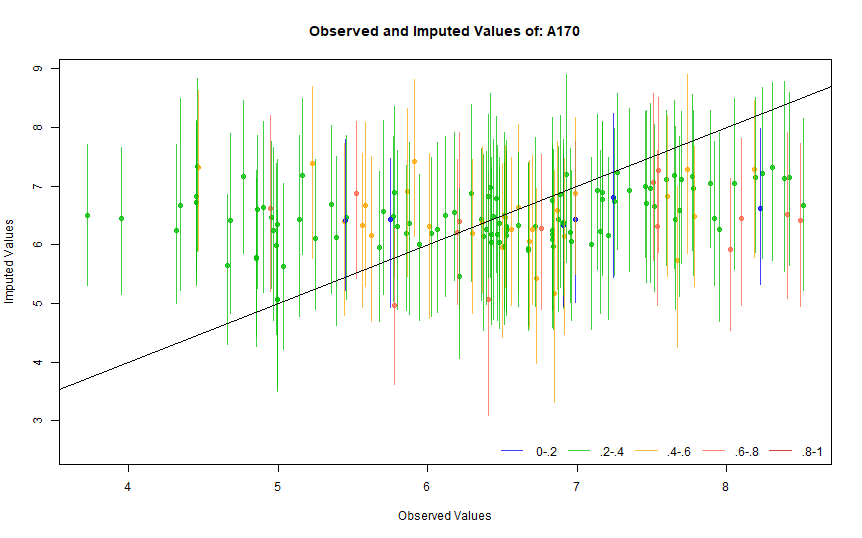 Observed and Imputed Values of: A170
Imputed Values
9
8
7
6
5
4
3
0-.2 .2-.4 .4-.6 .6-.8 .8-1
4 5 6 7 8
Observed Values